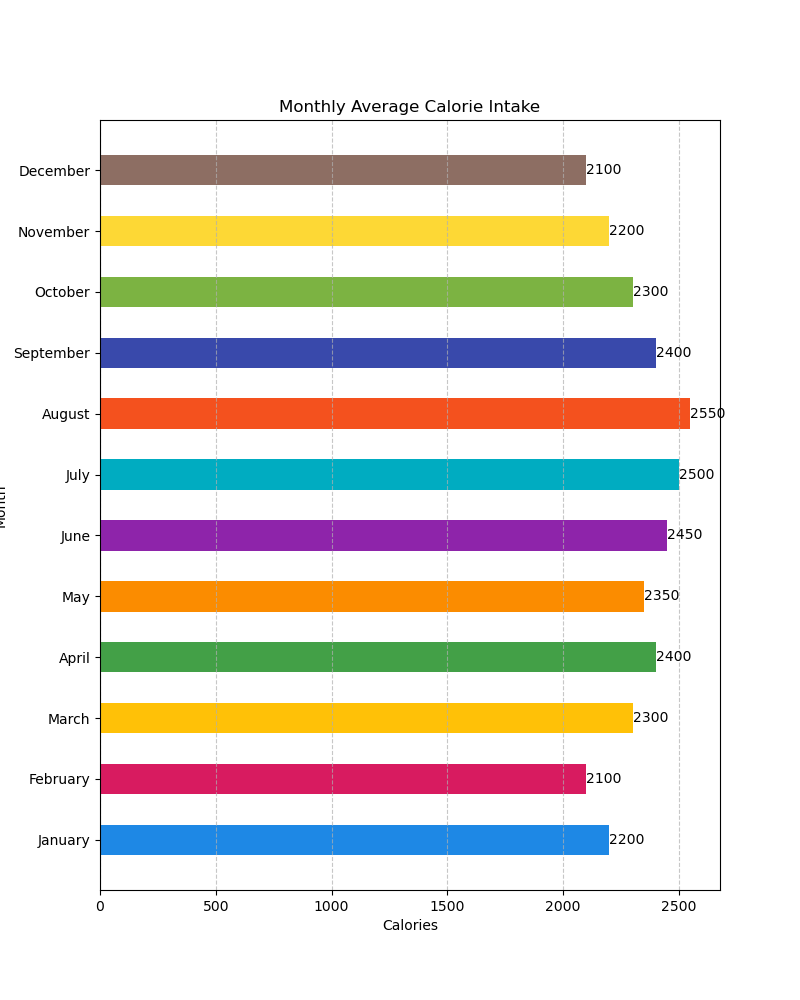 Monthly Average Calorie Intake
December 2100
November 2200
October 2300
September 2400
August 2550
July 2500
Month
June 2450
May 2350
April 2400
March 2300
February 2100
January 2200
0 500 1000 1500 2000 2500
Calories